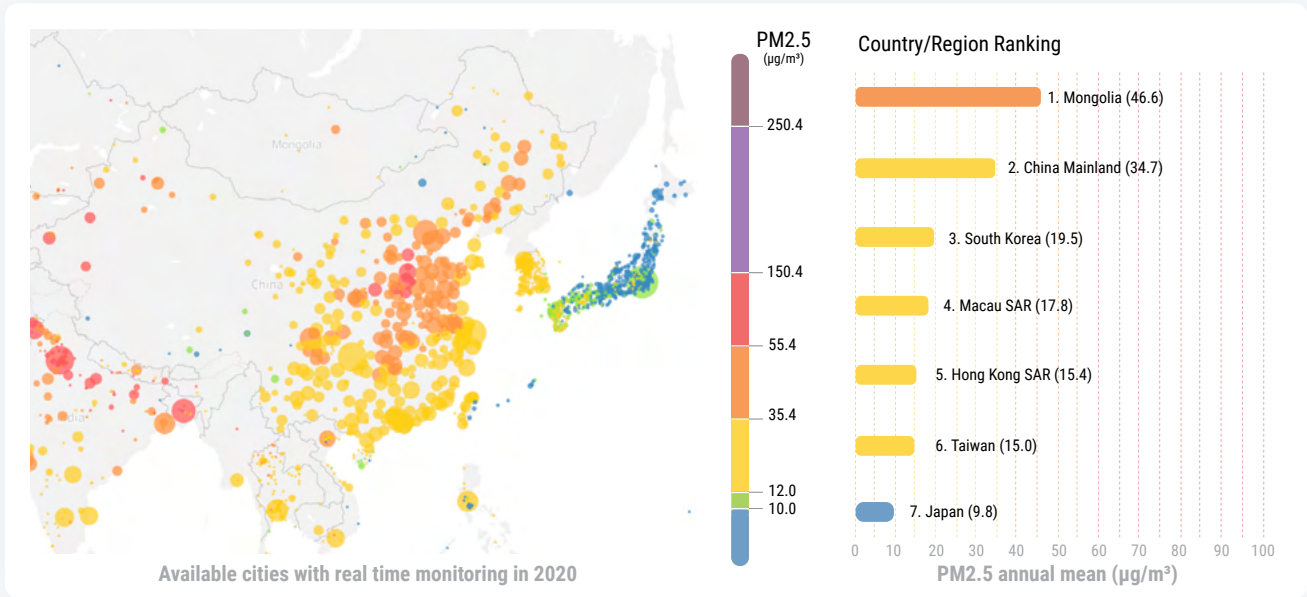 Mongolia
China
Available cities with real time monitoring in 2020
PM2.5
(µg/m³)
250.4
150.4
55.4
35.4
12.0
10.0
Country/Region Ranking
1. Mongolia (46.6)
2. China Mainland (34.7)
3. South Korea (19.5)
4. Macau SAR (17.8)
5. Hong Kong SAR (15.4)
6. Taiwan (15.0)
7. Japan (9.8)
0 10 20 30 40 50 60 70 80 90 100
PM2.5 annual mean (µg/m³)